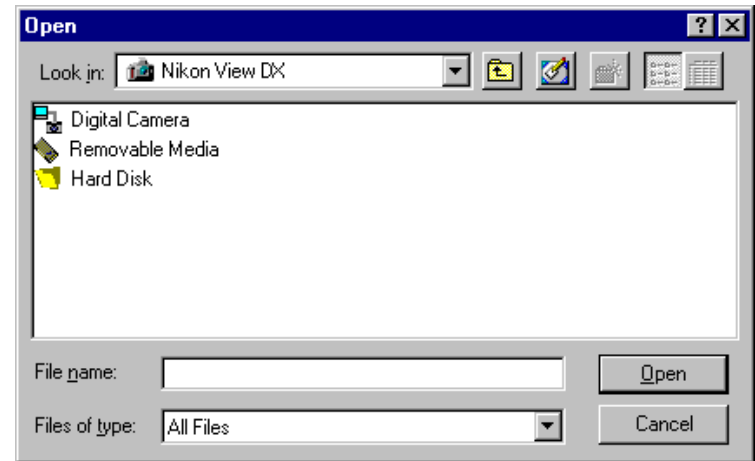 Open
Look in: Nikon View DX
Digital Camera
Removable Media
Hard Disk
File name: Open
Files of type: All Files Cancel